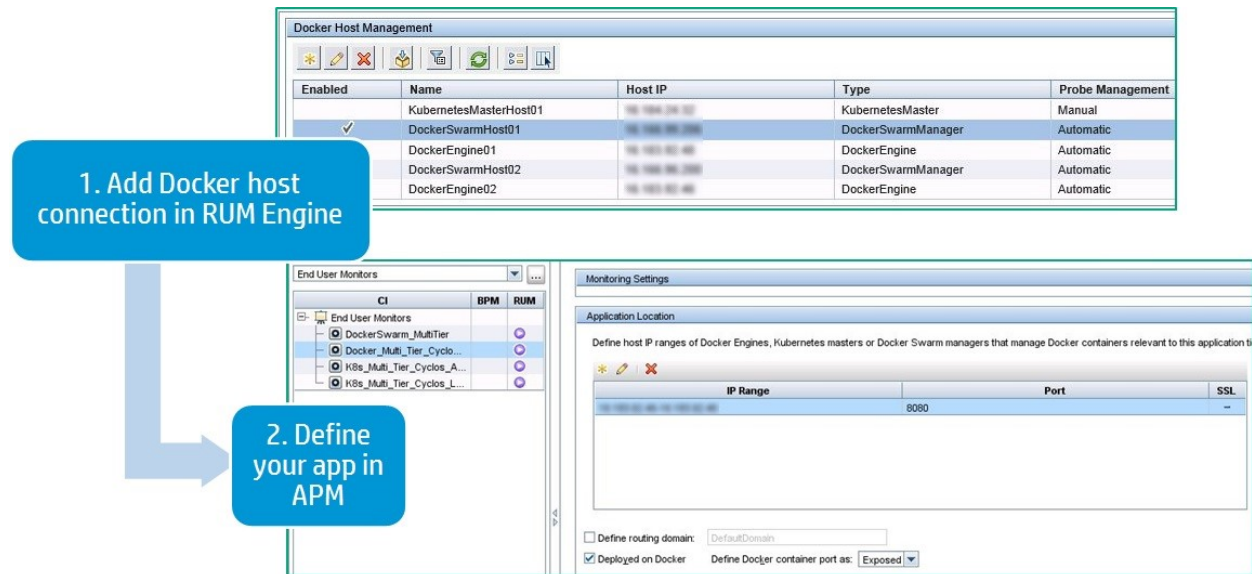 Docker Host Management
Enabled Name Host IP Type Probe Management
KubernetesMasterHost01 KubernetesMaster Manual
DockerSwarmHost01 DockerSwarmManager Automatic
DockerEngine01 DockerEngine Automatic
DockerSwarmHost02 DockerSwarmManager Automatic
DockerEngine02 DockerEngine Automatic
1. Add Docker host
connection in RUM Engine
End User Monitors ...
CI BPM RUM
End User Monitors
DockerSwarm_MultiTier
Docker_Multi_Tier_Cyclo...
K8s_Multi_Tier_Cyclos_A...
K8s_Multi_Tier_Cyclos_L...
2. Define
your app in
APM
Monitoring Settings
Application Location
Define host IP ranges of Docker Engines, Kubernetes masters or Docker Swarm managers that manage Docker containers relevant to this application ti
IP Range Port SSL
8080 --
Define routing domain: DefaultDomain
Deployed on Docker Define Docker container port as: Exposed